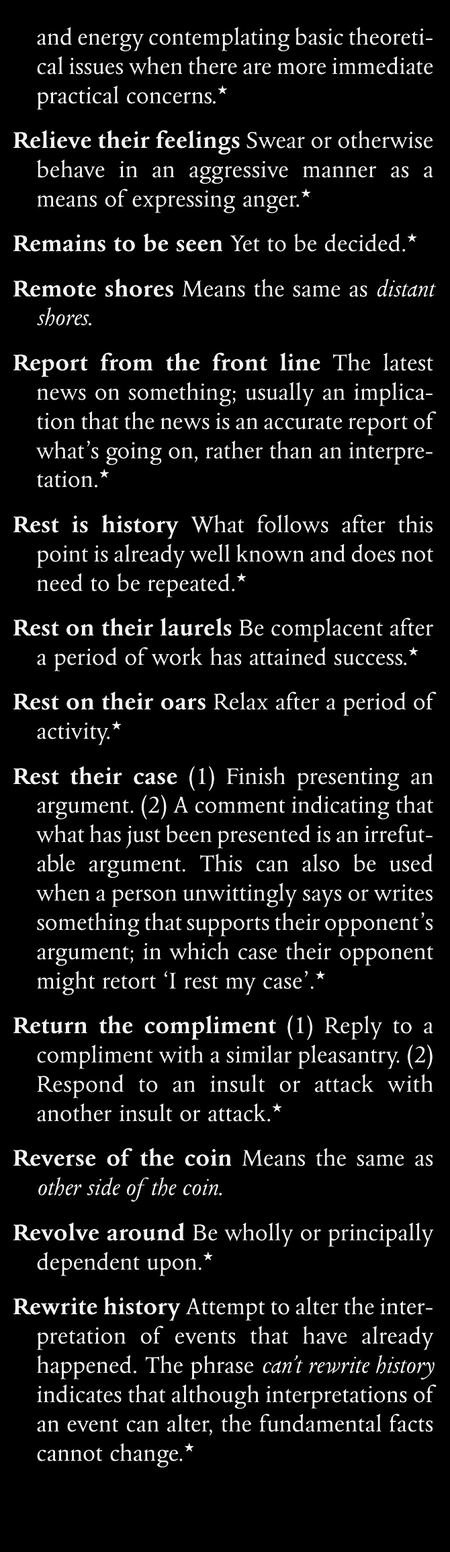 and energy contemplating basic theoreti-
cal issues when there are more immediate
practical concerns.★
Relieve their feelings Swear or otherwise
behave in an aggressive manner as a
means of expressing anger.★
Remains to be seen Yet to be decided.★
Remote shores Means the same as distant
shores.
Report from the front line The latest
news on something; usually an implica-
tion that the news is an accurate report of
what’s going on, rather than an interpre-
tation.★
Rest is history What follows after this
point is already well known and does not
need to be repeated.★
Rest on their laurels Be complacent after
a period of work has attained success.★
Rest on their oars Relax after a period of
activity.★
Rest their case (1) Finish presenting an
argument. (2) A comment indicating that
what has just been presented is an irrefut-
able argument. This can also be used
when a person unwittingly says or writes
something that supports their opponent’s
argument; in which case their opponent
might retort ‘I rest my case’.★
Return the compliment (1) Reply to a
compliment with a similar pleasantry. (2)
Respond to an insult or attack with
another insult or attack.★
Reverse of the coin Means the same as
other side of the coin.
Revolve around Be wholly or principally
dependent upon.★
Rewrite history Attempt to alter the inter-
pretation of events that have already
happened. The phrase can’t rewrite history
indicates that although interpretations of
an event can alter, the fundamental facts
cannot change.★